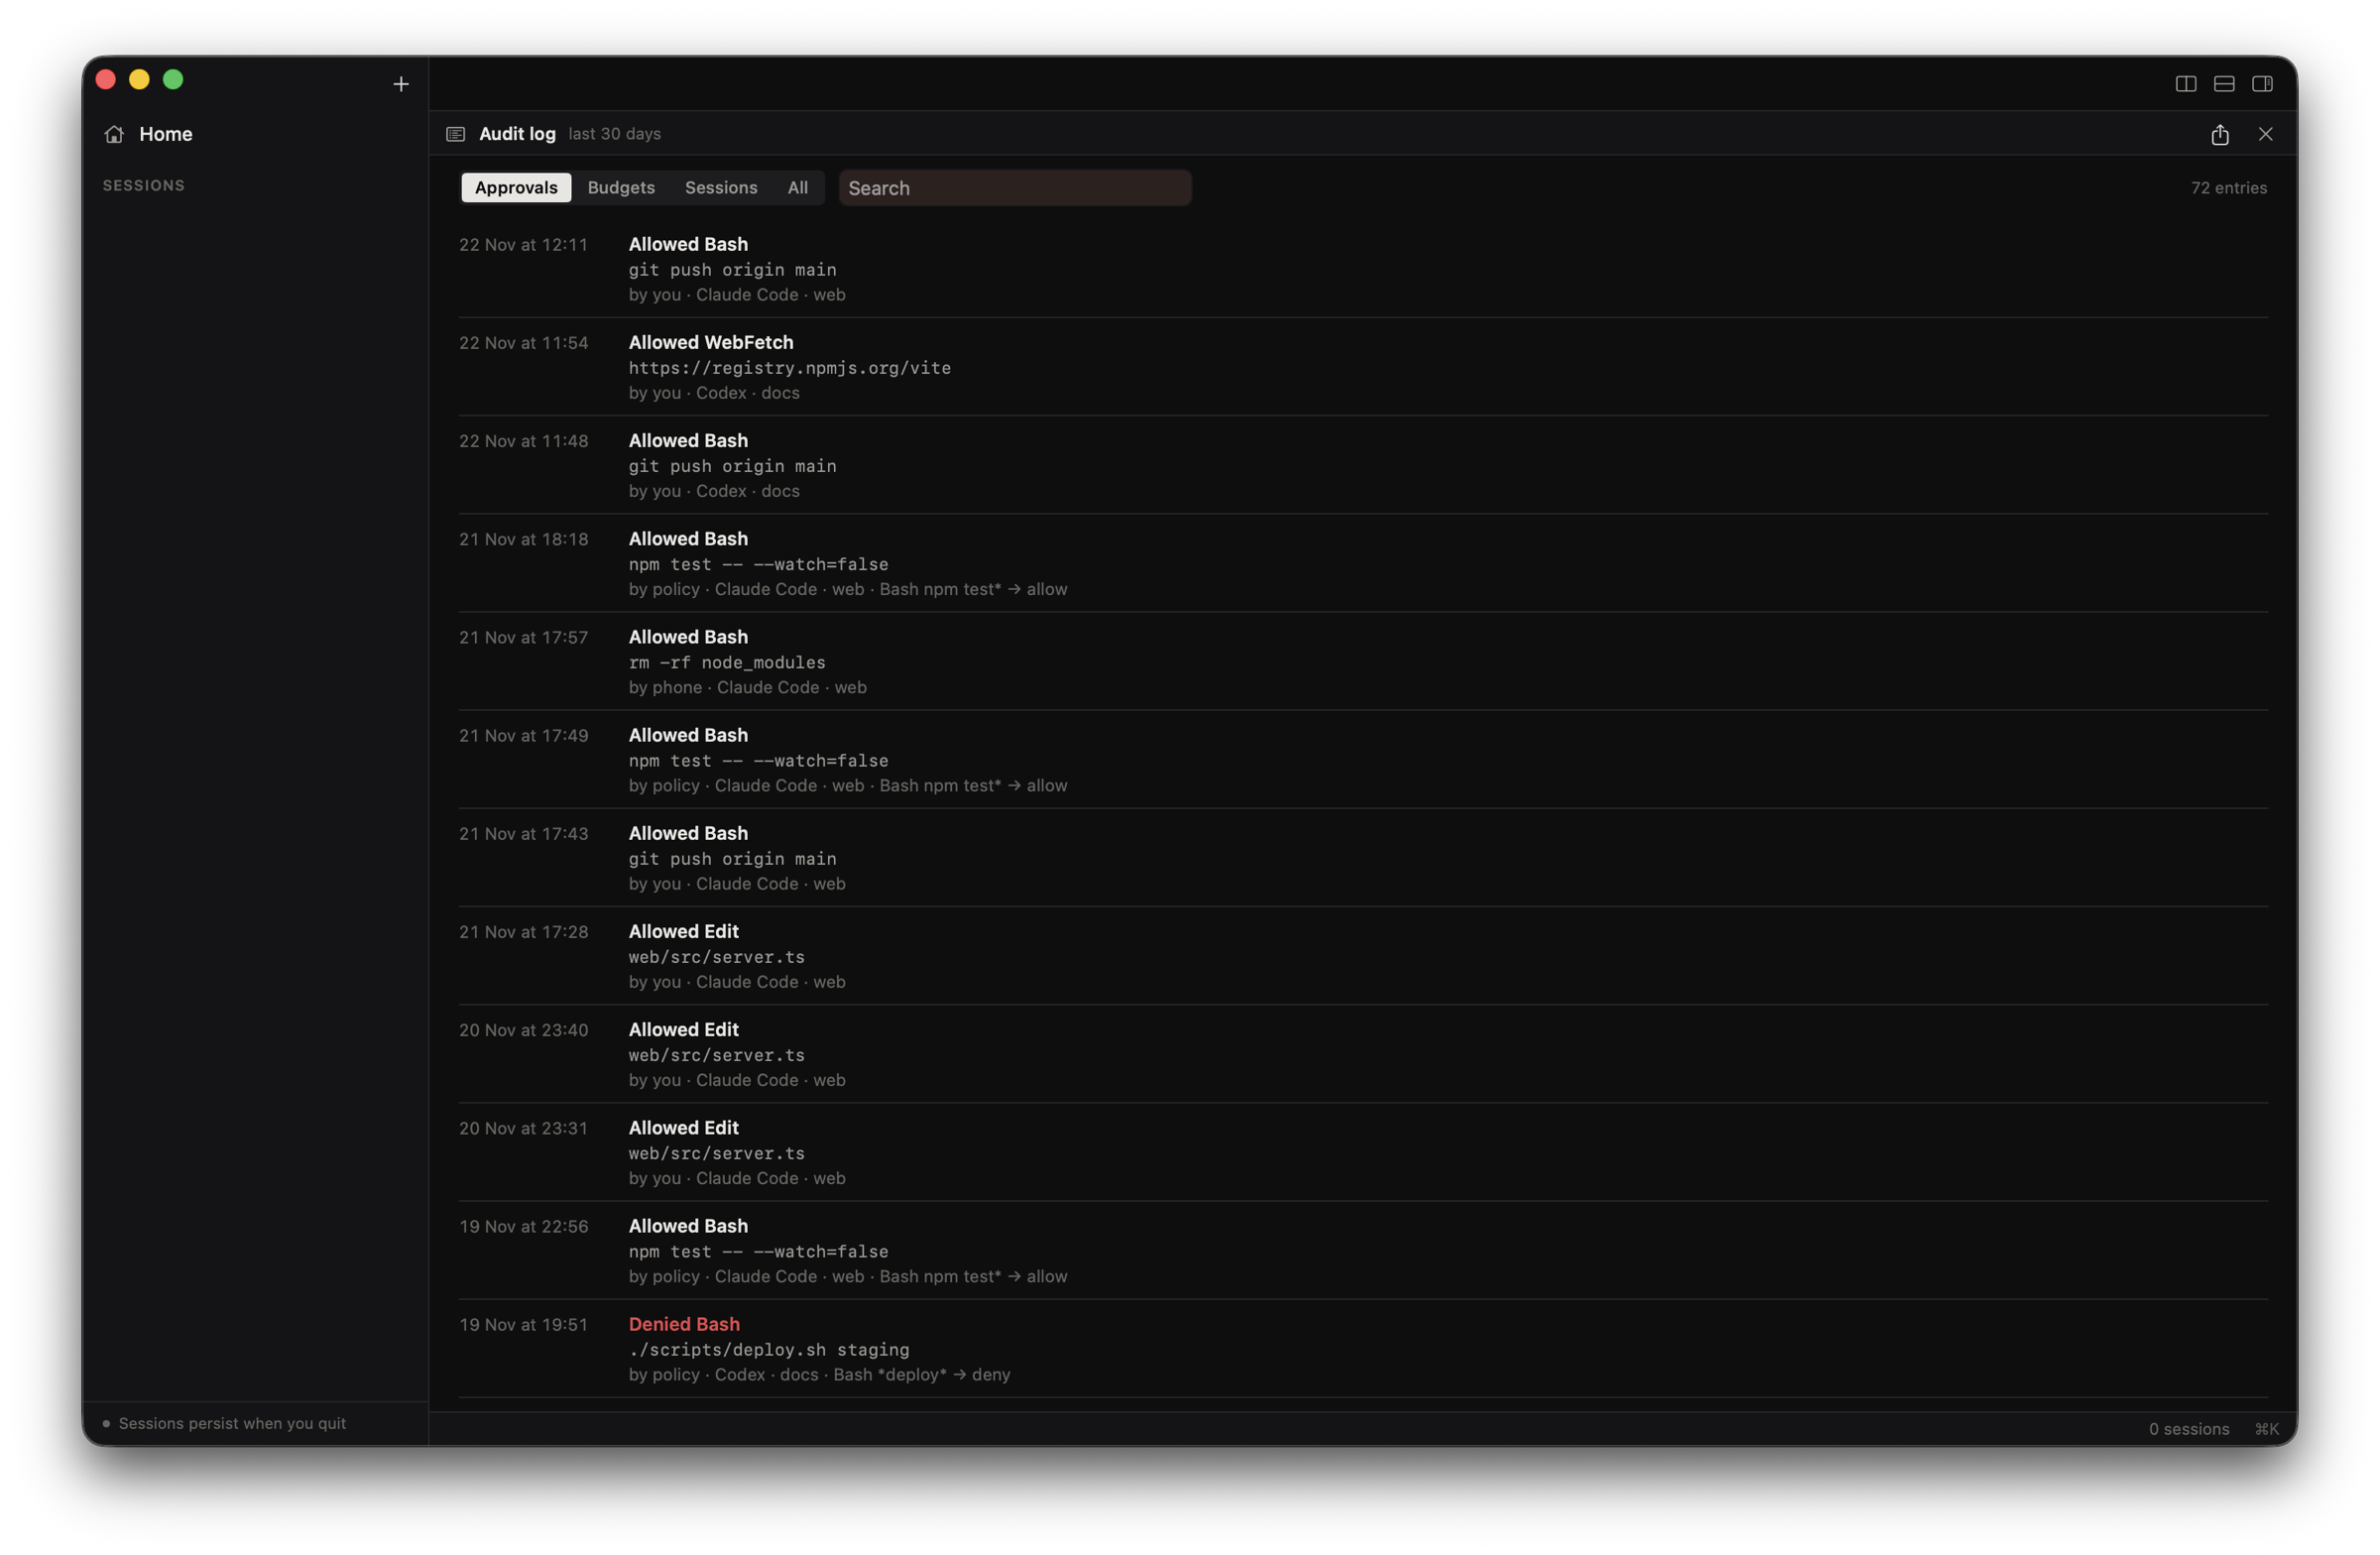 Home
SESSIONS
Audit log last 30 days
Approvals Budgets Sessions All Search 72 entries
22 Nov at 12:11 Allowed Bash
git push origin main
by you · Claude Code · web
22 Nov at 11:54 Allowed WebFetch
https://registry.npmjs.org/vite
by you · Codex · docs
22 Nov at 11:48 Allowed Bash
git push origin main
by you · Codex · docs
21 Nov at 18:18 Allowed Bash
npm test -- --watch=false
by policy · Claude Code · web · Bash npm test* → allow
21 Nov at 17:57 Allowed Bash
rm -rf node_modules
by phone · Claude Code · web
21 Nov at 17:49 Allowed Bash
npm test -- --watch=false
by policy · Claude Code · web · Bash npm test* → allow
21 Nov at 17:43 Allowed Bash
git push origin main
by you · Claude Code · web
21 Nov at 17:28 Allowed Edit
web/src/server.ts
by you · Claude Code · web
20 Nov at 23:40 Allowed Edit
web/src/server.ts
by you · Claude Code · web
20 Nov at 23:31 Allowed Edit
web/src/server.ts
by you · Claude Code · web
19 Nov at 22:56 Allowed Bash
npm test -- --watch=false
by policy · Claude Code · web · Bash npm test* → allow
19 Nov at 19:51 Denied Bash
./scripts/deploy.sh staging
by policy · Codex · docs · Bash *deploy* → deny
Sessions persist when you quit
0 sessions ⌘K